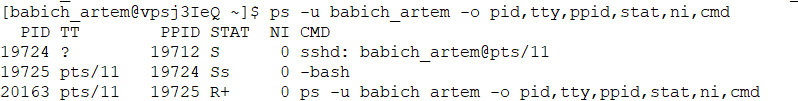 [babich_artem@vpsj3IeQ ~]$ ps -u babich_artem -o pid,tty,ppid,stat,ni,cmd
  PID TT        PPID STAT  NI CMD
19724 ?        19712 S      0 sshd: babich_artem@pts/11
19725 pts/11   19724 Ss     0 -bash
20163 pts/11   19725 R+     0 ps -u babich_artem -o pid,tty,ppid,stat,ni,cmd